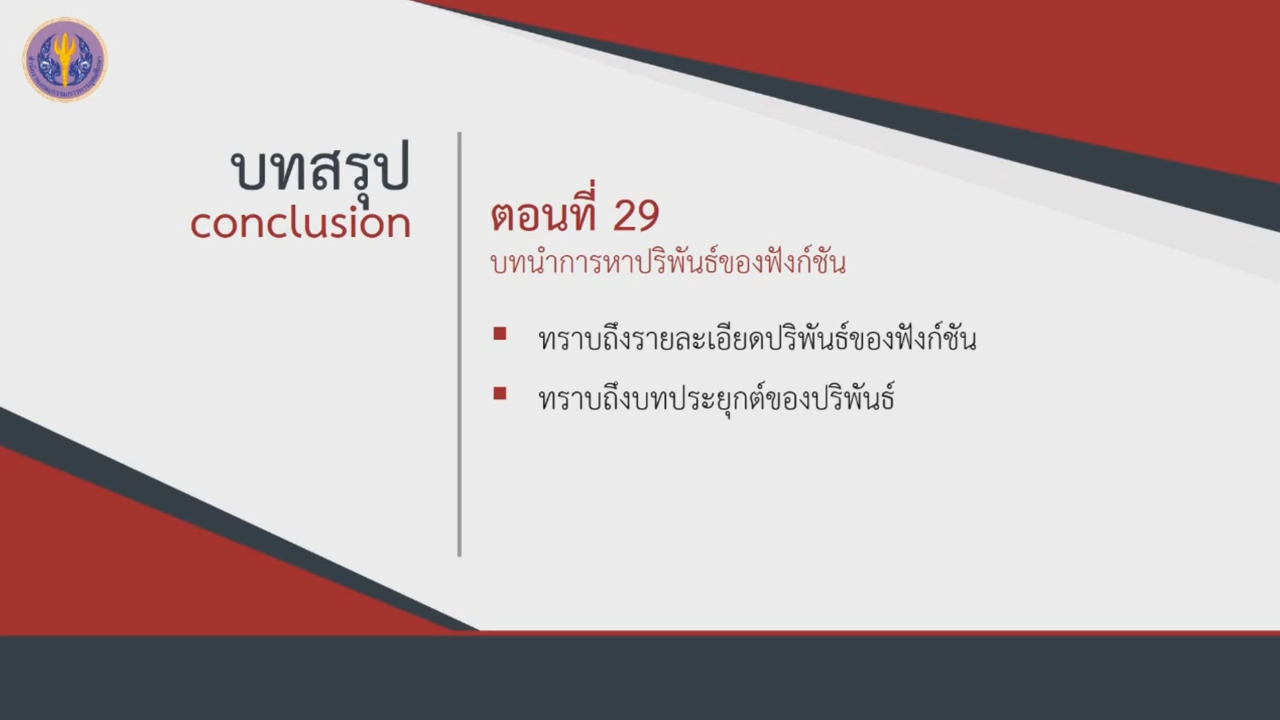 บทสรุป
conclusion
ตอนที่ 29
บทนำการหาปริพันธ์ของฟังก์ชัน
ทราบถึงรายละเอียดปริพันธ์ของฟังก์ชัน
ทราบถึงบทประยุกต์ของปริพันธ์